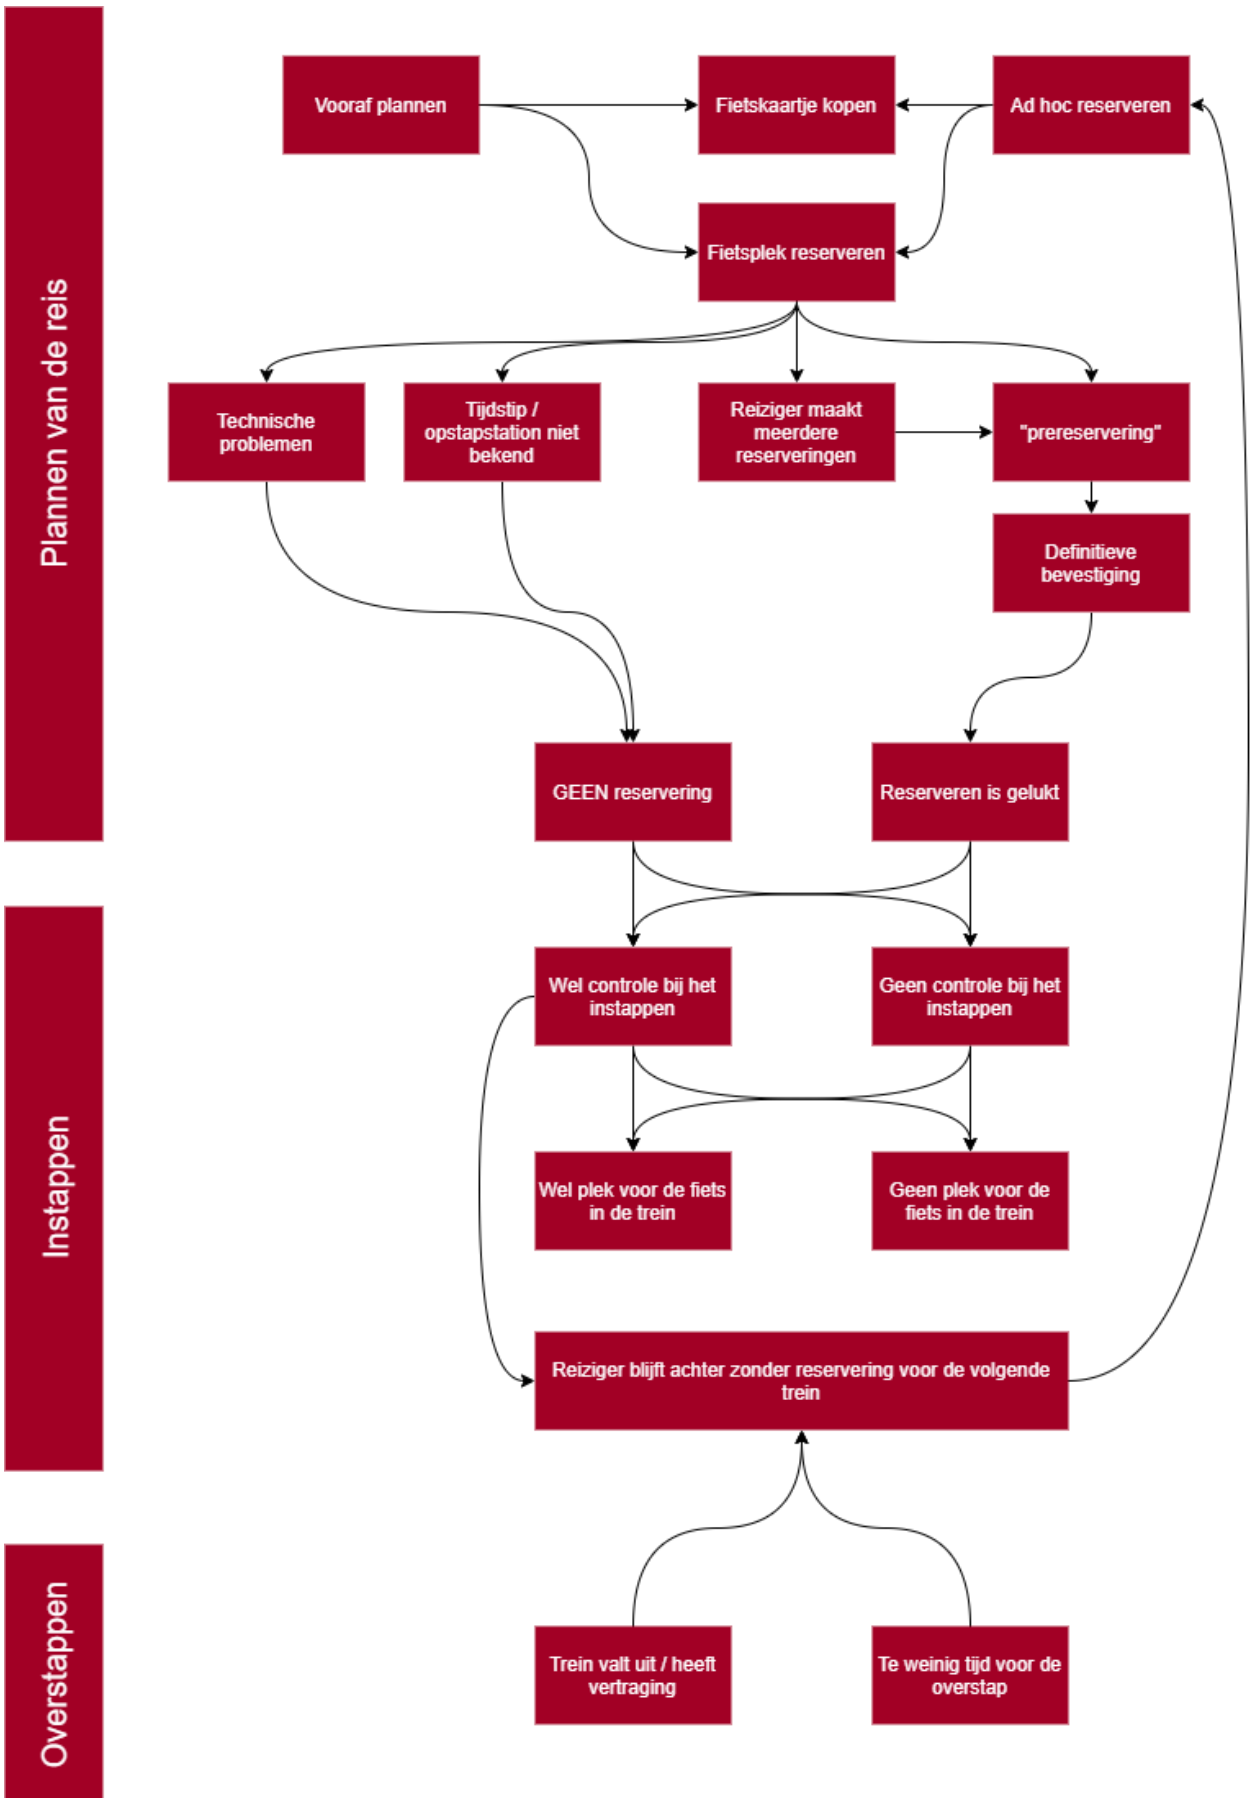 Plannen van de reis
Vooraf plannen
Fietskaartje kopen
Ad hoc reserveren
Fietsplek reserveren
Technische
problemen
Tijdstip /
opstapstation niet
bekend
Reiziger maakt
meerdere
reserveringen
"prereservering"
Definitieve
bevestiging
GEEN reservering
Reserveren is gelukt
Instappen
Wel controle bij het
instappen
Geen controle bij het
instappen
Wel plek voor de fiets
in de trein
Geen plek voor de
fiets in de trein
Reiziger blijft achter zonder reservering voor de volgende
trein
Overstappen
Trein valt uit / heeft
vertraging
Te weinig tijd voor de
overstap